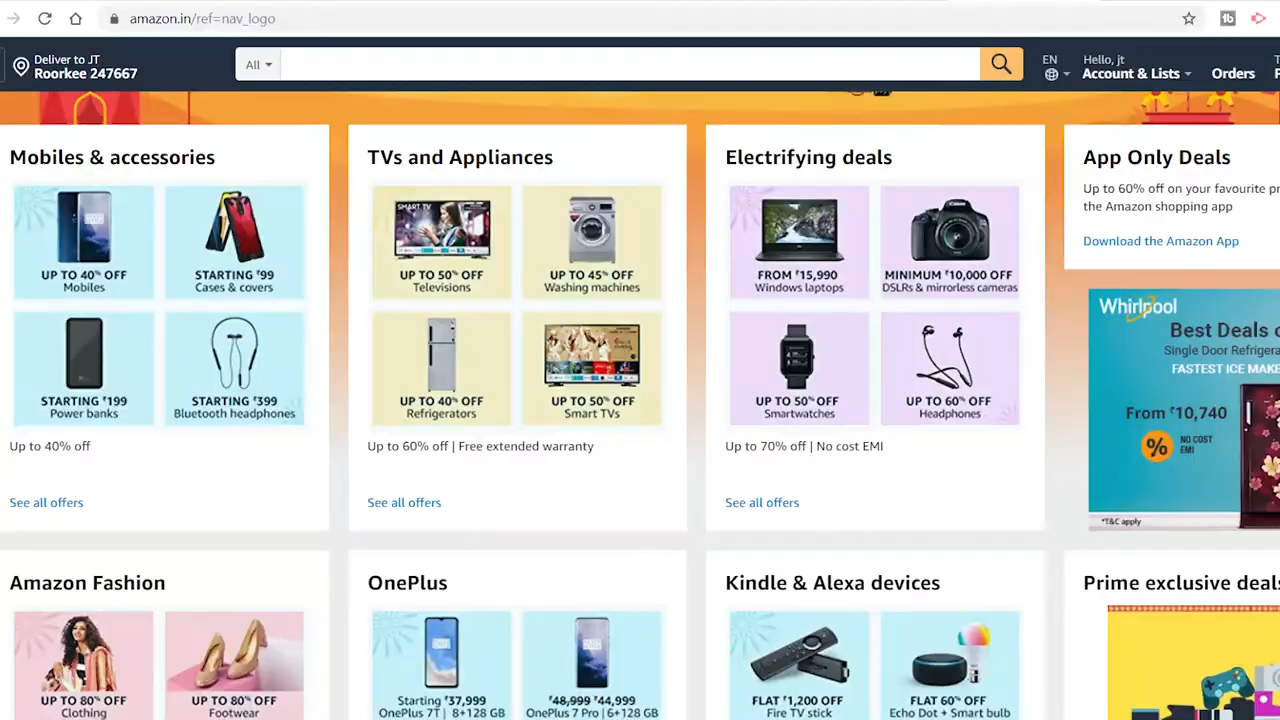 amazon.in/ref=nav_logo
Deliver to JT
Roorkee 247667
All
EN
Hello, jt
Account & Lists
Orders
Mobiles & accessories
UP TO 40% OFF
Mobiles
STARTING ₹99
Cases & covers
STARTING ₹199
Power banks
STARTING ₹399
Bluetooth headphones
Up to 40% off
See all offers
TVs and Appliances
SMART TV
UP TO 50% OFF
Televisions
UP TO 45% OFF
Washing machines
UP TO 40% OFF
Refrigerators
UP TO 50% OFF
Smart TVs
Up to 60% off | Free extended warranty
See all offers
Electrifying deals
FROM ₹15,990
Windows laptops
MINIMUM ₹10,000 OFF
DSLRs & mirrorless cameras
UP TO 50% OFF
Smartwatches
UP TO 60% OFF
Headphones
Up to 70% off | No cost EMI
See all offers
App Only Deals
Up to 60% off on your favourite pr
the Amazon shopping app
Download the Amazon App
Whirlpool
Best Deals o
Single Door Refrigera
FASTEST ICE MAKE
From ₹10,740
%
NO COST
EMI
*T&C apply
Amazon Fashion
UP TO 80% OFF
Clothing
UP TO 80% OFF
Footwear
OnePlus
Starting ₹37,999
OnePlus 7T | 8+128 GB
₹48,999 ₹44,999
OnePlus 7 Pro | 6+128 GB
Kindle & Alexa devices
FLAT ₹1,200 OFF
Fire TV stick
FLAT 60% OFF
Echo Dot + Smart bulb
Prime exclusive deals